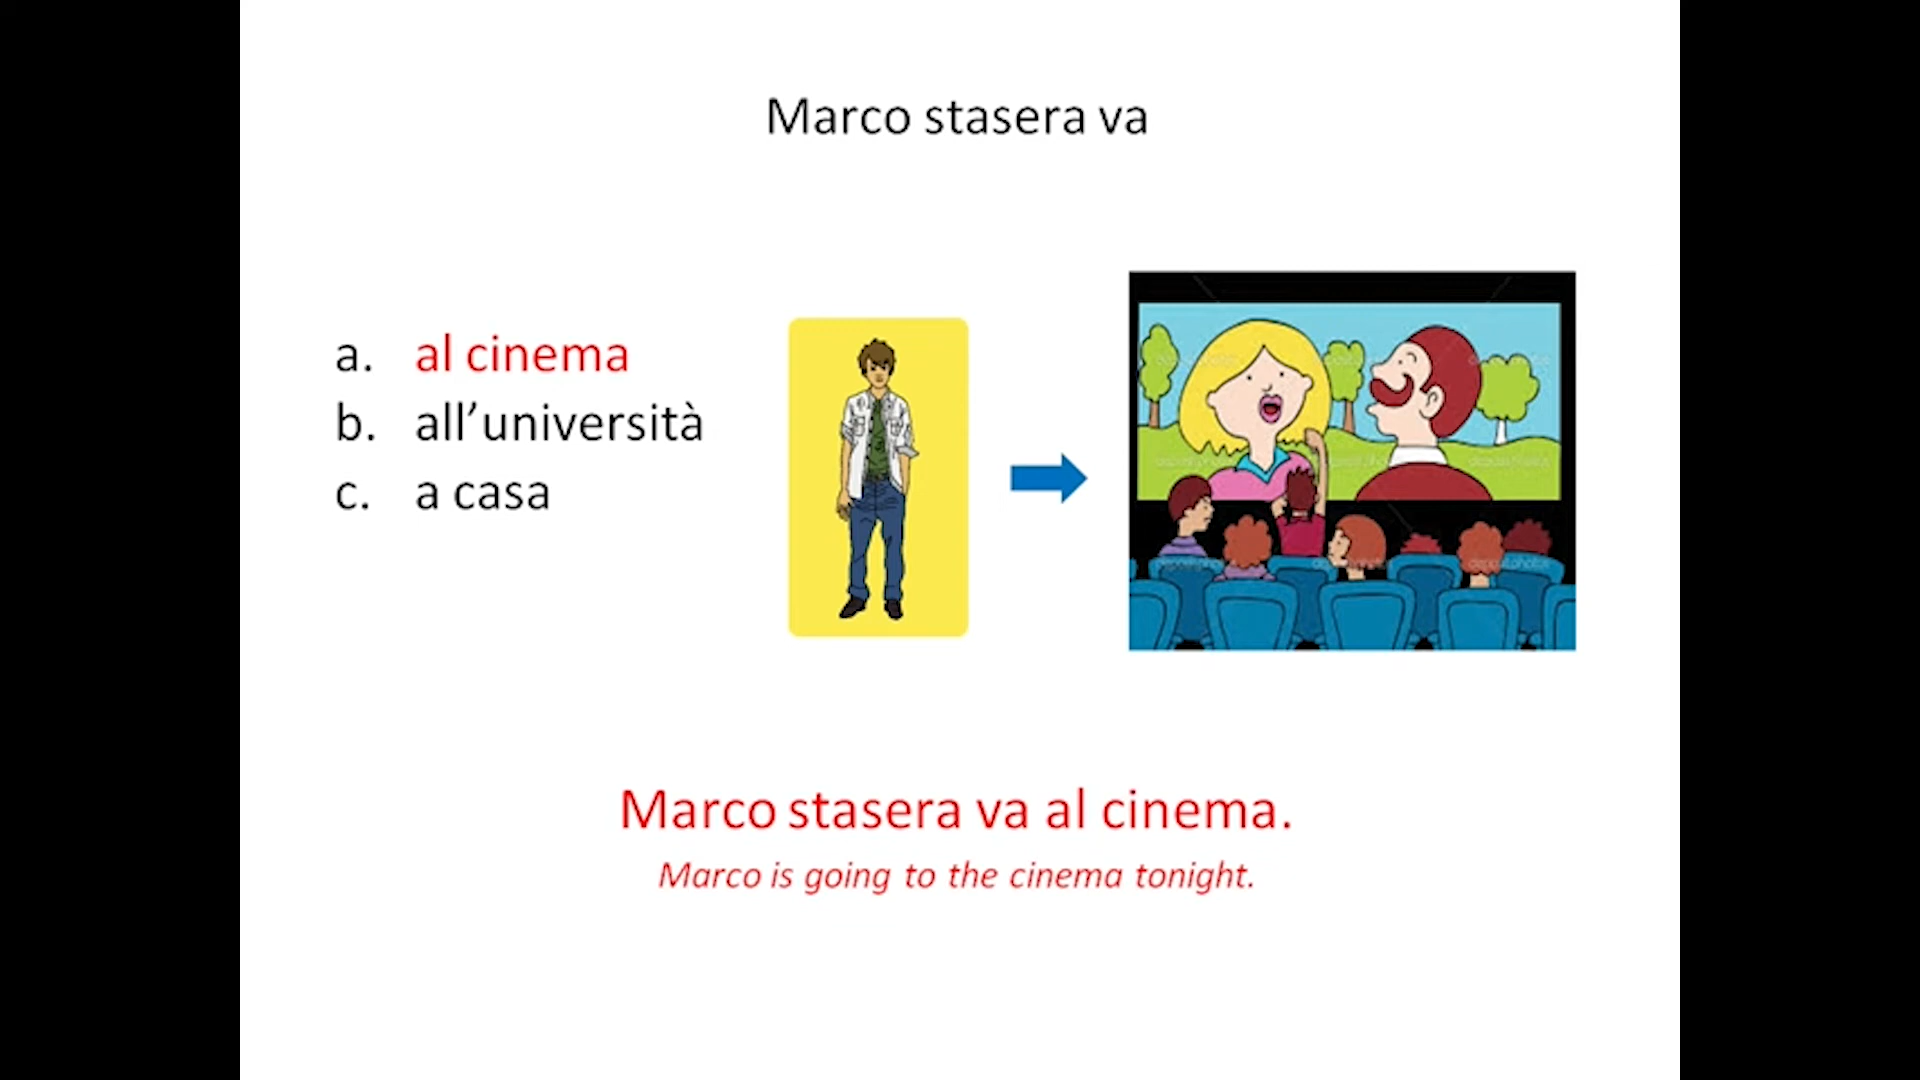 Marco stasera va
a. al cinema
b. all’università
c. a casa
Marco stasera va al cinema.
Marco is going to the cinema tonight.